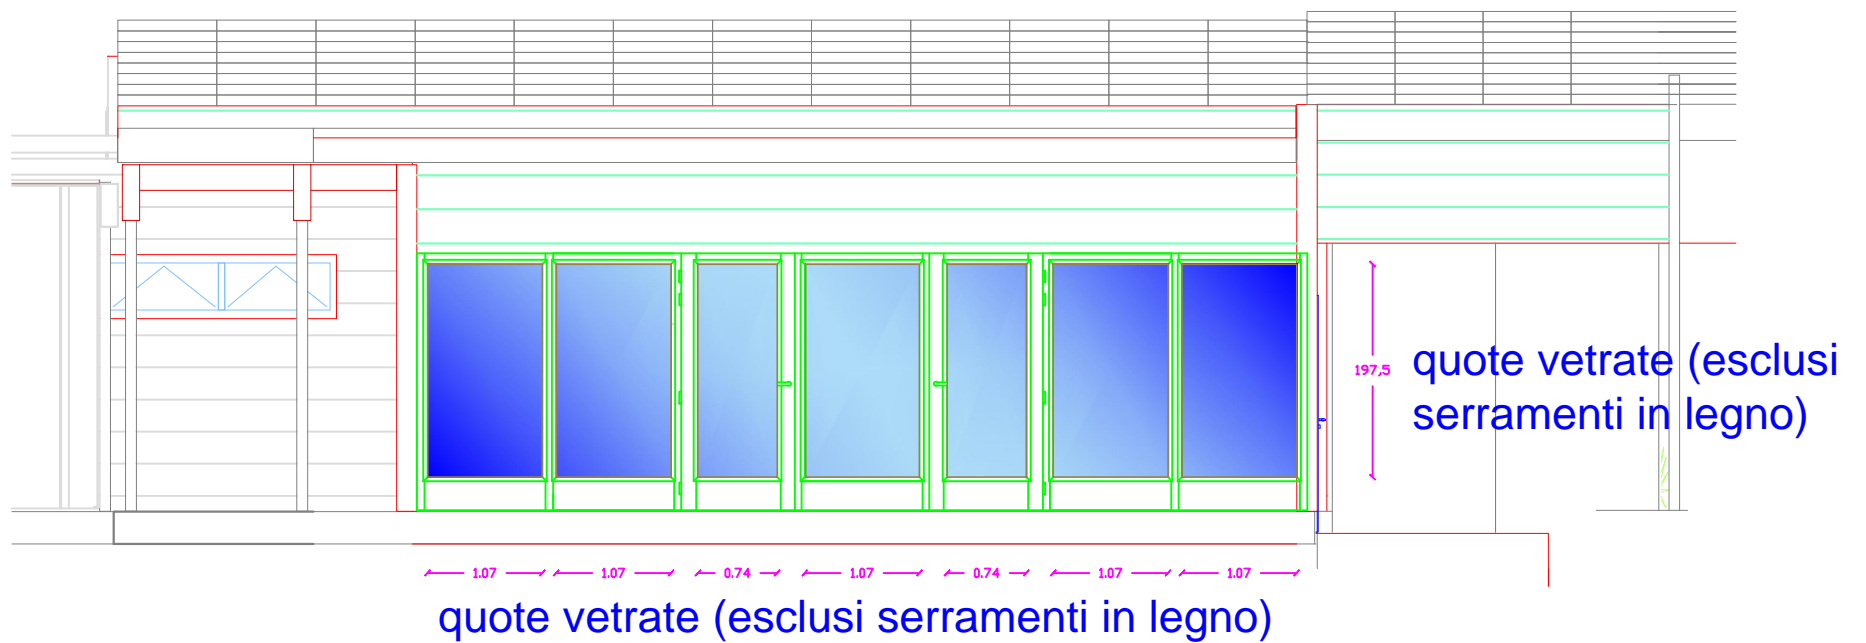 quote vetrate (esclusi
serramenti in legno)
197,5
1.07 1.07 0.74 1.07 0.74 1.07 1.07
quote vetrate (esclusi serramenti in legno)